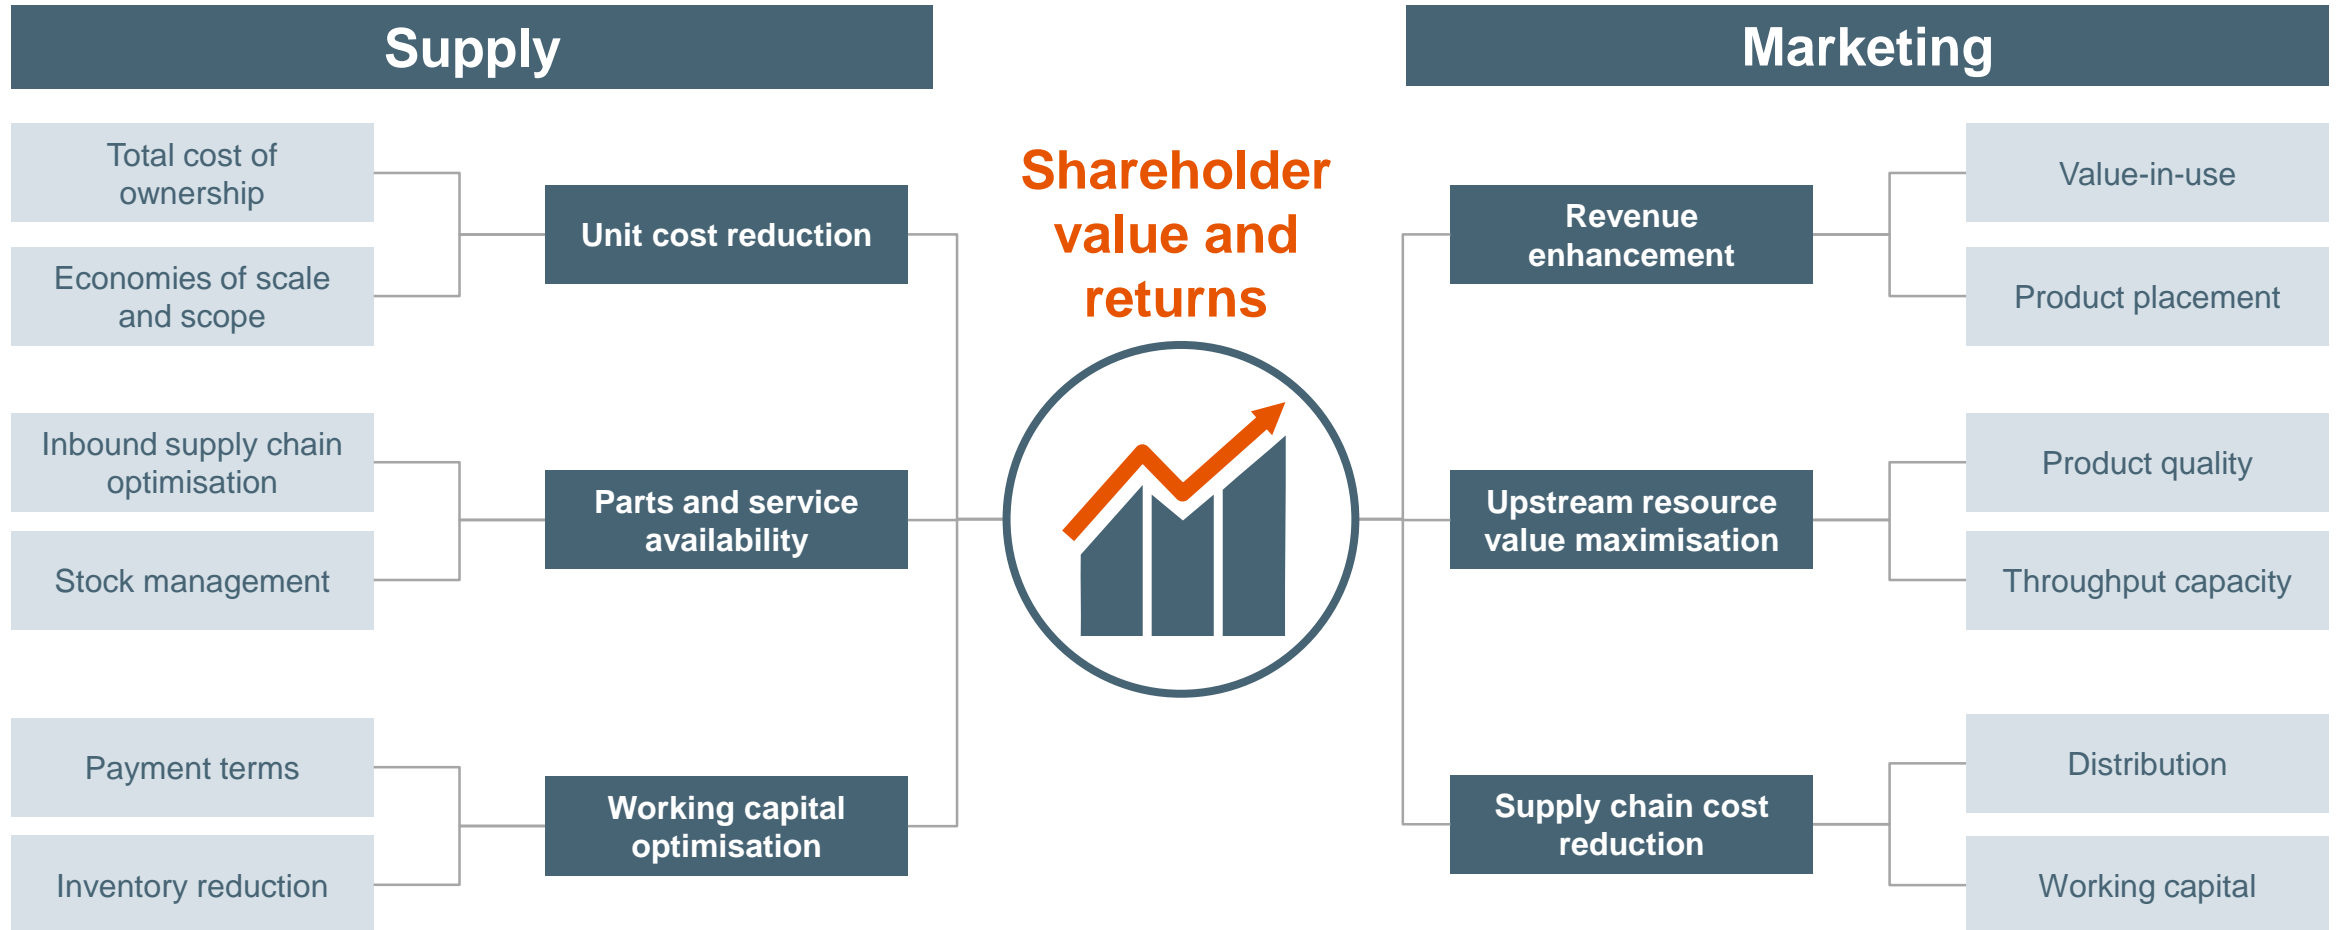 Supply
Marketing
Total cost of
ownership
Economies of scale
and scope
Unit cost reduction
Inbound supply chain
optimisation
Stock management
Parts and service
availability
Payment terms
Inventory reduction
Working capital
optimisation
Shareholder
value and
returns
Revenue
enhancement
Value-in-use
Product placement
Upstream resource
value maximisation
Product quality
Throughput capacity
Supply chain cost
reduction
Distribution
Working capital